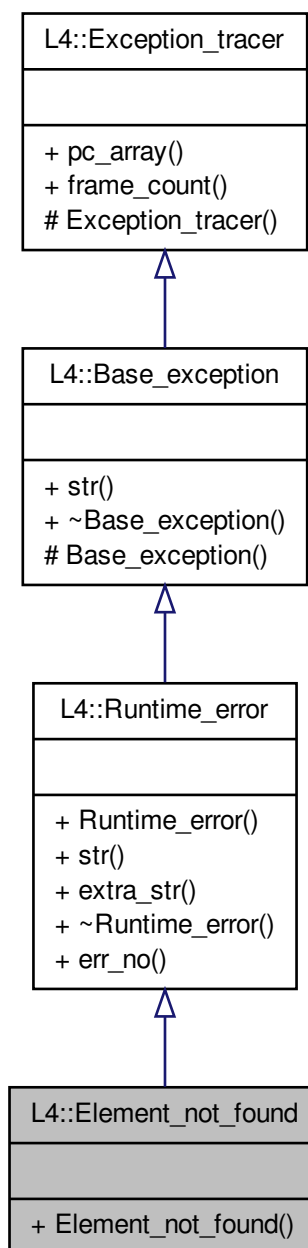 L4::Exception_tracer
+ pc_array()
+ frame_count()
# Exception_tracer()
L4::Base_exception
+ str()
+ ~Base_exception()
# Base_exception()
L4::Runtime_error
+ Runtime_error()
+ str()
+ extra_str()
+ ~Runtime_error()
+ err_no()
L4::Element_not_found
+ Element_not_found()